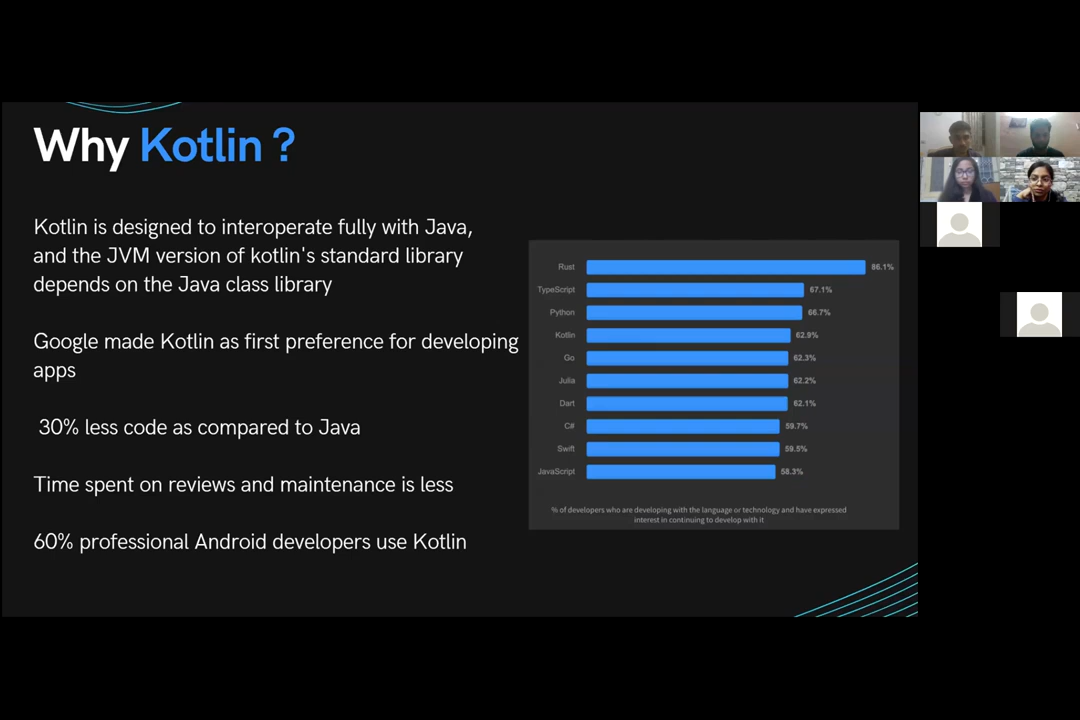 Why Kotlin ?
Kotlin is designed to interoperate fully with Java,
and the JVM version of kotlin's standard library
depends on the Java class library
Google made Kotlin as first preference for developing
apps
30% less code as compared to Java
Time spent on reviews and maintenance is less
60% professional Android developers use Kotlin
Rust 86.1%
TypeScript 67.1%
Python 66.7%
Kotlin 62.9%
Go 62.3%
Julia 62.2%
Dart 62.1%
C# 59.7%
Swift 59.5%
JavaScript 58.3%
% of developers who are developing with the language or technology and have expressed
interest in continuing to develop with it